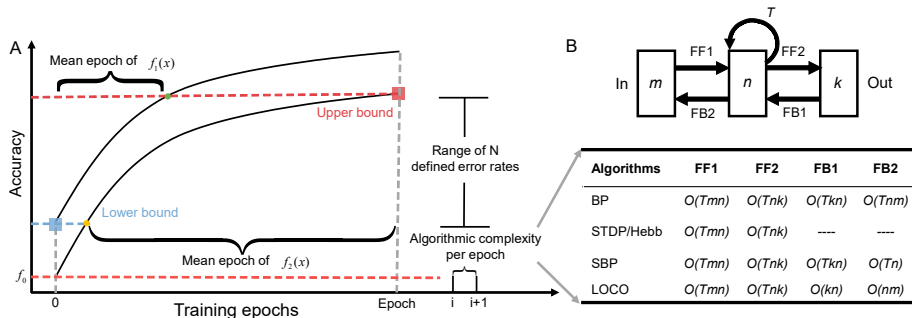 A
Mean epoch of f₁(x)
Accuracy
Upper bound
Lower bound
Mean epoch of f₂(x)
f₀
0
Training epochs
Epoch
Range of N
defined error rates
Algorithmic complexity
per epoch
i
i+1
B
T
FF1
FF2
In
m
n
k
Out
FB2
FB1
Algorithms FF1 FF2 FB1 FB2
BP O(Tmn) O(Tnk) O(Tkn) O(Tnm)
STDP/Hebb O(Tmn) O(Tnk) ---- ----
SBP O(Tmn) O(Tnk) O(Tkn) O(Tn)
LOCO O(Tmn) O(Tnk) O(kn) O(nm)